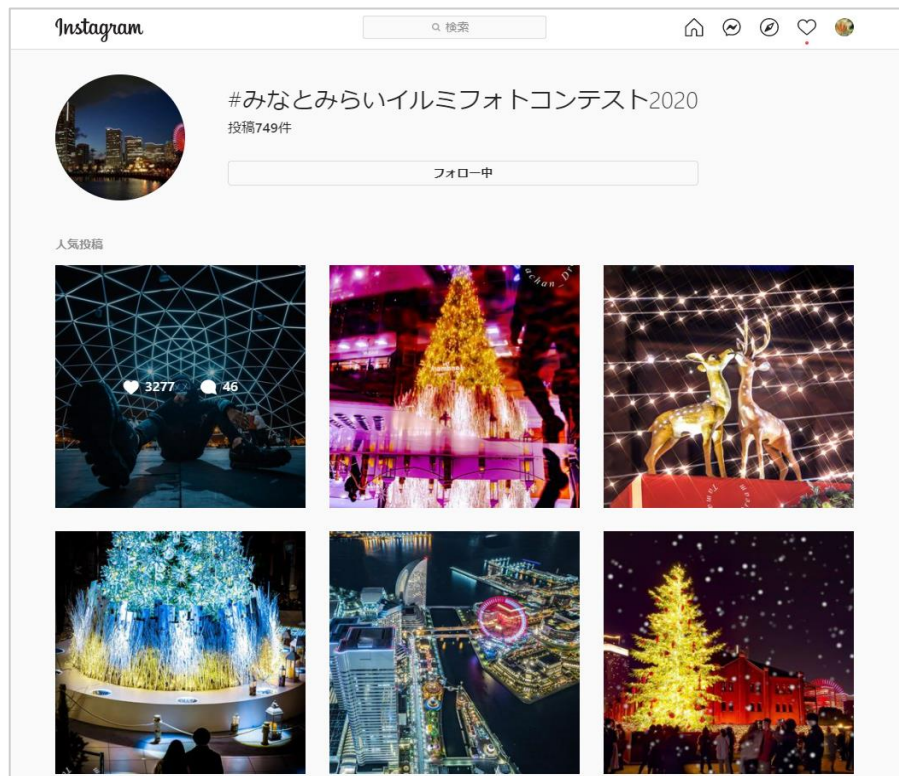 Instagram
検索
#みなとみらいイルミフォトコンテスト2020
投稿749件
フォロー中
人気投稿
3277 46